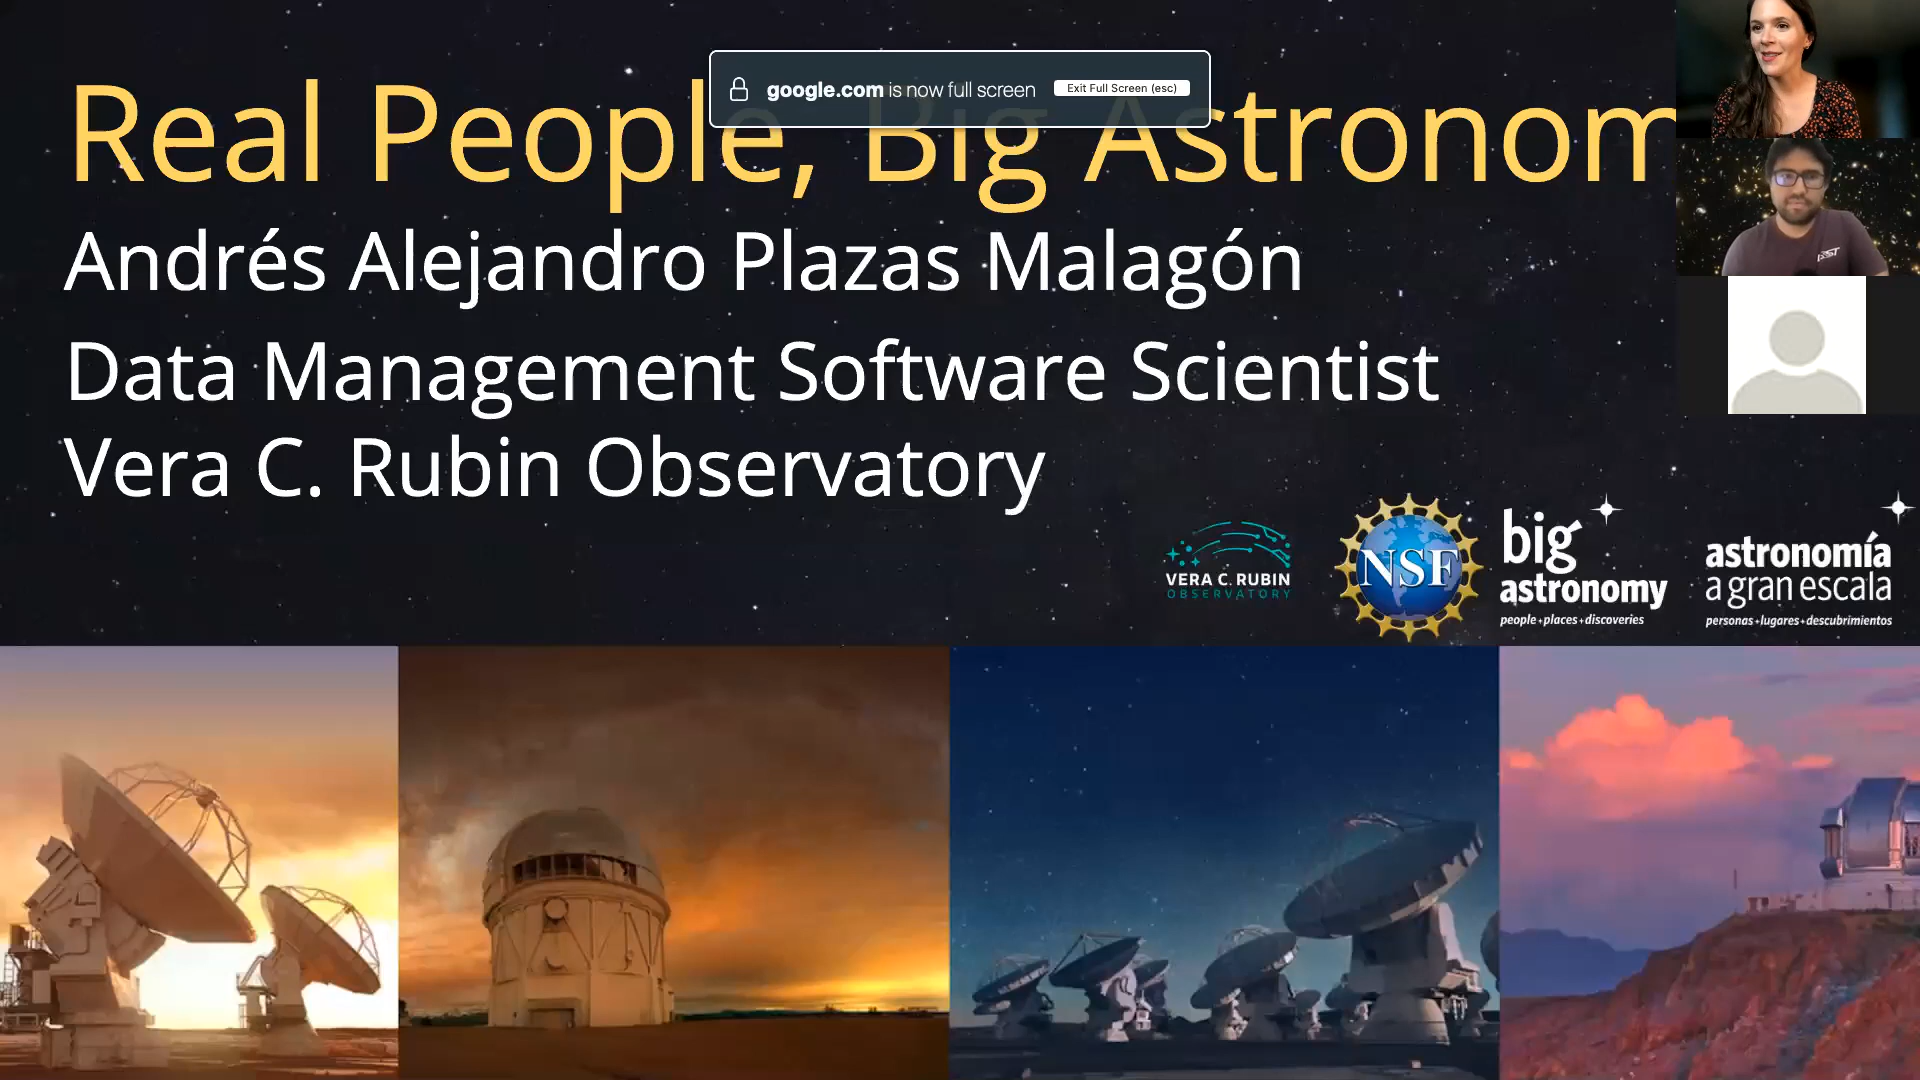 google.com is now full screen
Exit Full Screen (esc)
Real People, Big Astronom
Andrés Alejandro Plazas Malagón
Data Management Software Scientist
Vera C. Rubin Observatory
VERA C. RUBIN
OBSERVATORY
NSF
big
astronomy
people+places+discoveries
astronomía
a gran escala
personas+lugares+descubrimientos